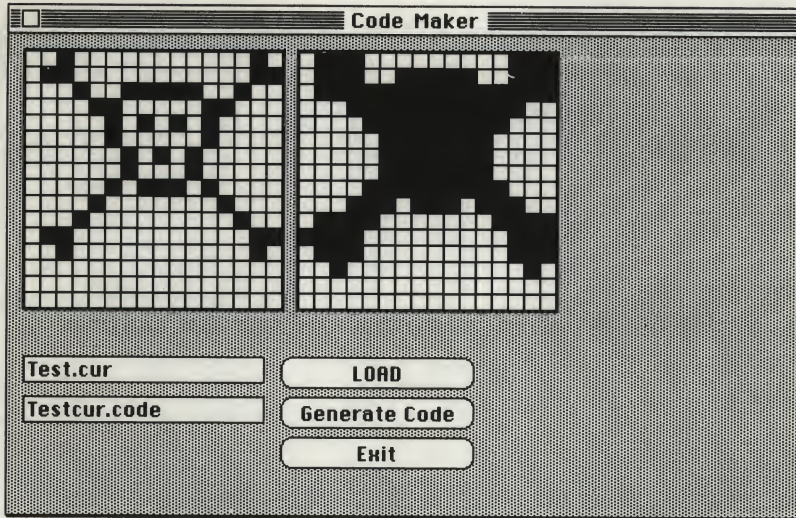 Code Maker
Test.cur
LOAD
Testcur.code
Generate Code
Exit